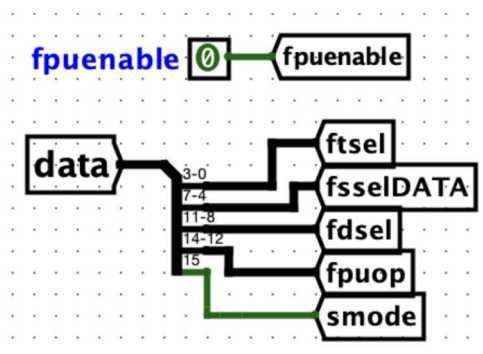 fpuenable 0 fpuenable
data
3-0 ftsel
7-4 fsselDATA
11-8 fdsel
14-12 fpuop
15 smode